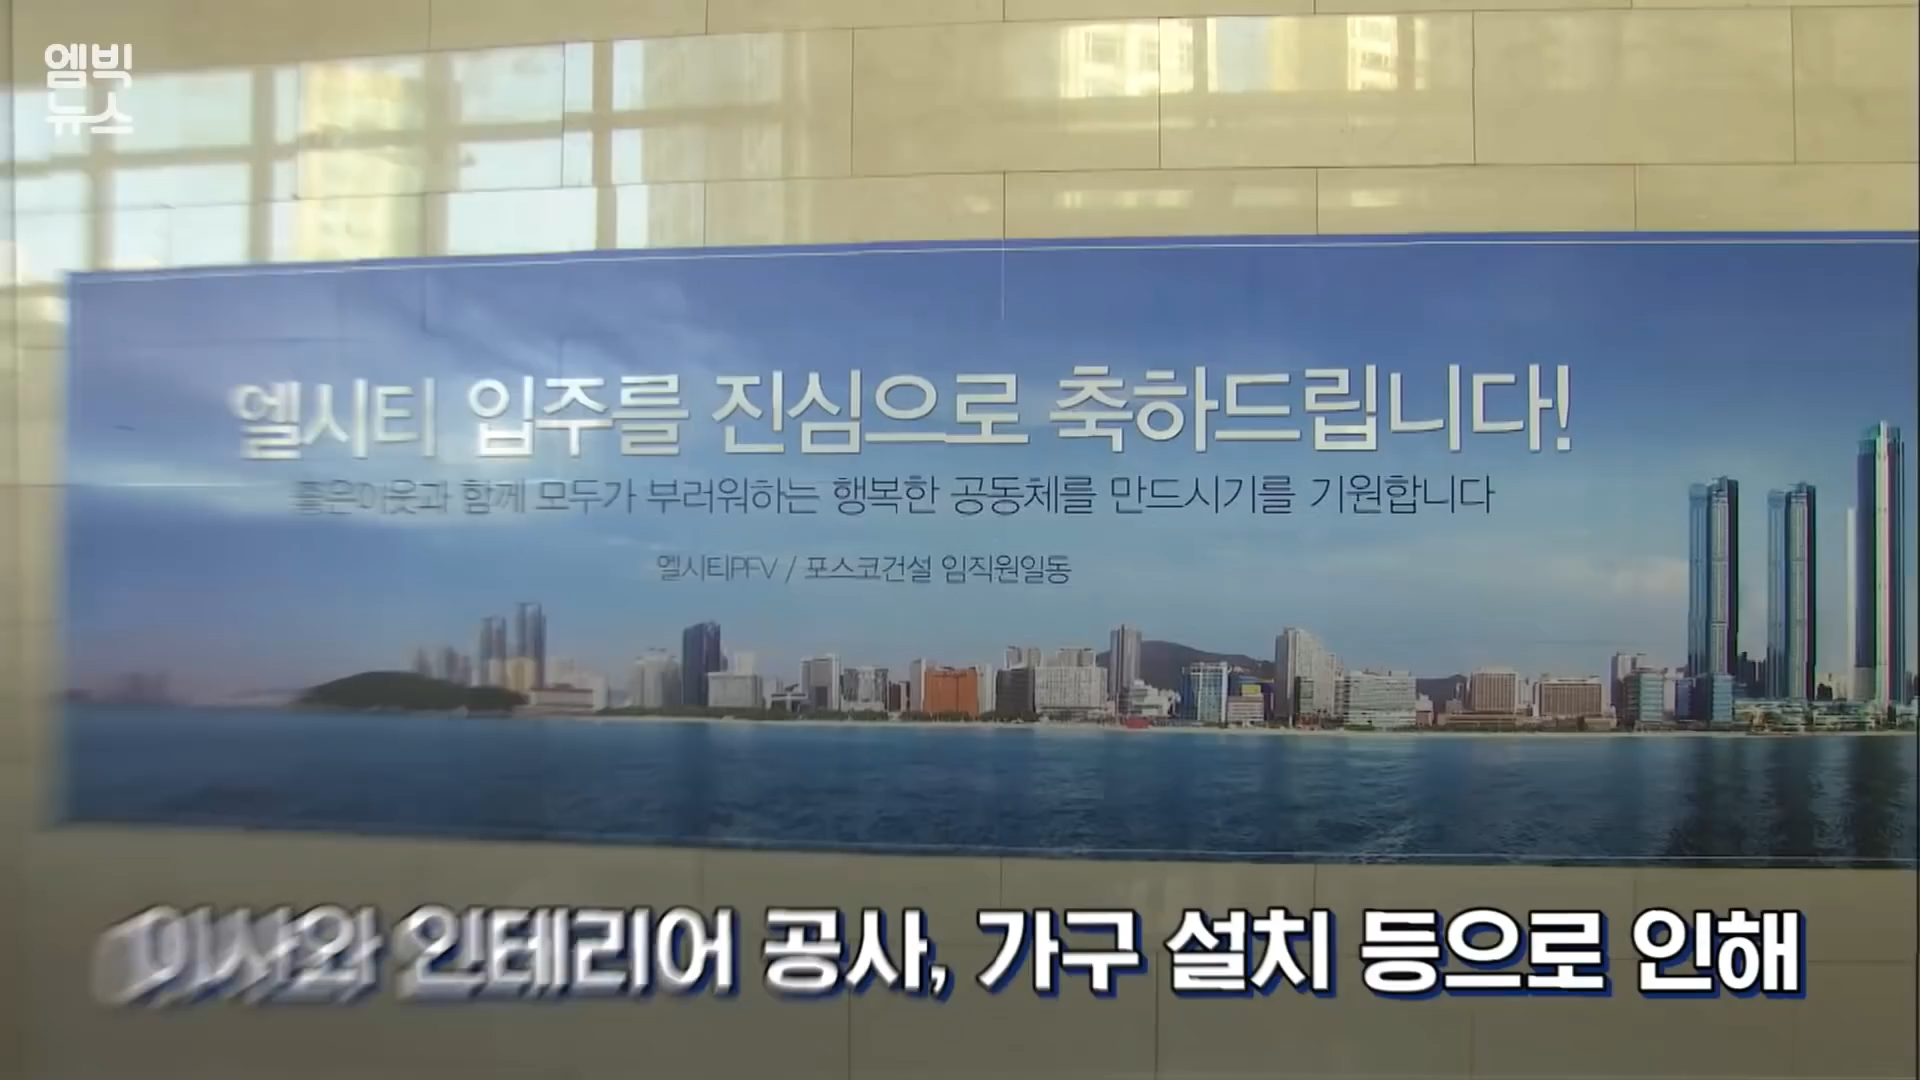 엠빅
뉴스
엘시티 입주를 진심으로 축하드립니다!
좋은이웃과 함께 모두가 부러워하는 행복한 공동체를 만드시기를 기원합니다
엘시티PFV / 포스코건설 임직원일동
이사와 인테리어 공사, 가구 설치 등으로 인해